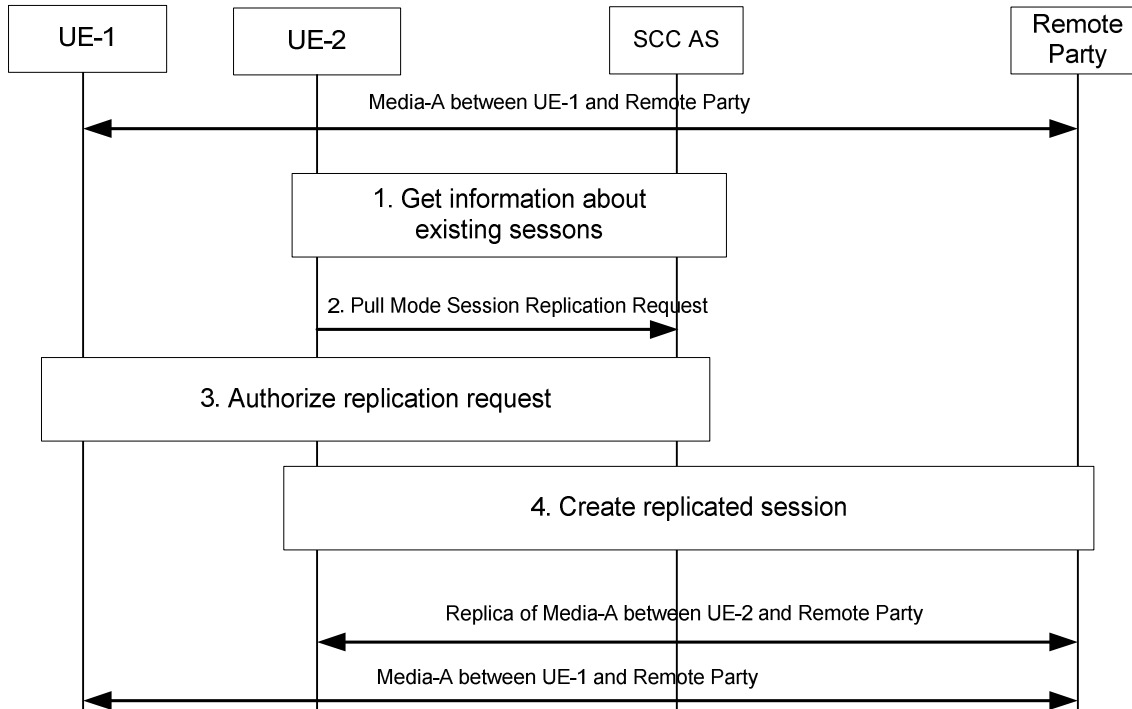 UE-1
UE-2
SCC AS
Remote
Party
Media-A between UE-1 and Remote Party
1. Get information about
existing sessons
2. Pull Mode Session Replication Request
3. Authorize replication request
4. Create replicated session
Replica of Media-A between UE-2 and Remote Party
Media-A between UE-1 and Remote Party